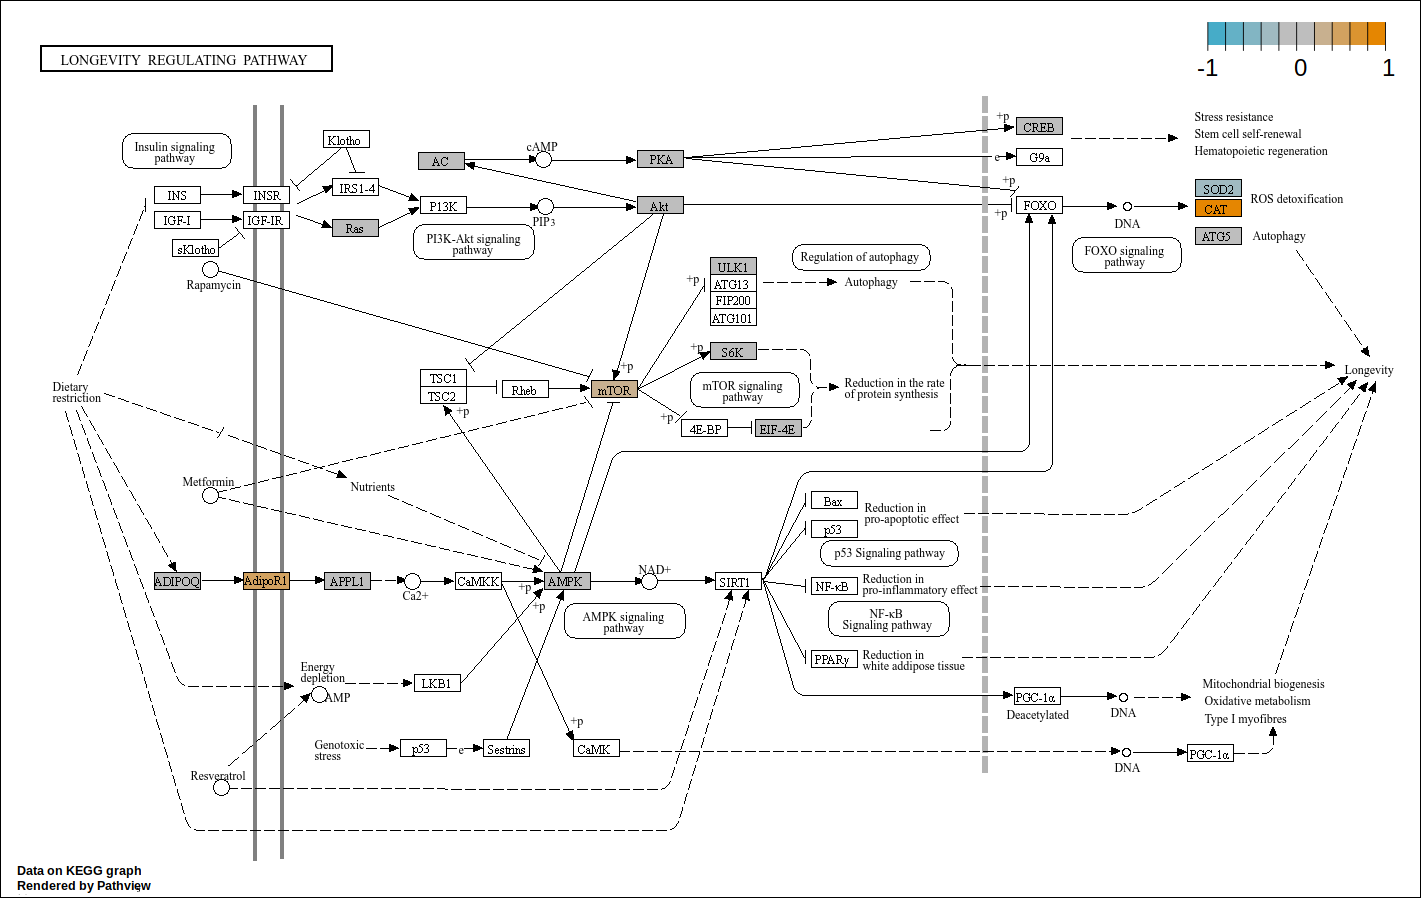 LONGEVITY REGULATING PATHWAY
-1 0 1
Insulin signaling
pathway
Klotho
INS
INSR
IRS1-4
IGF-I
IGF-IR
Ras
sKlotho
Rapamycin
AC
cAMP
PKA
P13K
PIP3
Akt
PI3K-Akt signaling
pathway
+p
CREB
e
G9a
+p
FOXO
+p
DNA
FOXO signaling
pathway
Stress resistance
Stem cell self-renewal
Hematopoietic regeneration
SOD2
CAT
ROS detoxification
ATG5
Autophagy
ULK1
ATG13
FIP200
ATG101
+p
Regulation of autophagy
Autophagy
+p
S6K
mTOR signaling
pathway
Reduction in the rate
of protein synthesis
+p
4E-BP
EIF-4E
TSC1
TSC2
+p
Rheb
mTOR
+p
Longevity
Dietary
restriction
Metformin
Nutrients
ADIPOQ
AdipoR1
APPL1
Ca2+
CaMKK
+p
+p
AMPK
NAD+
SIRT1
AMPK signaling
pathway
Bax
p53
Reduction in
pro-apoptotic effect
p53 Signaling pathway
NF-κB
Reduction in
pro-inflammatory effect
NF-κB
Signaling pathway
PPARγ
Reduction in
white addipose tissue
Energy
depletion
AMP
LKB1
PGC-1α
Deacetylated
DNA
Mitochondrial biogenesis
Oxidative metabolism
Type I myofibres
Genotoxic
stress
p53
e
Sestrins
+p
CaMK
DNA
PGC-1α
Resveratrol
Data on KEGG graph
Rendered by Pathview